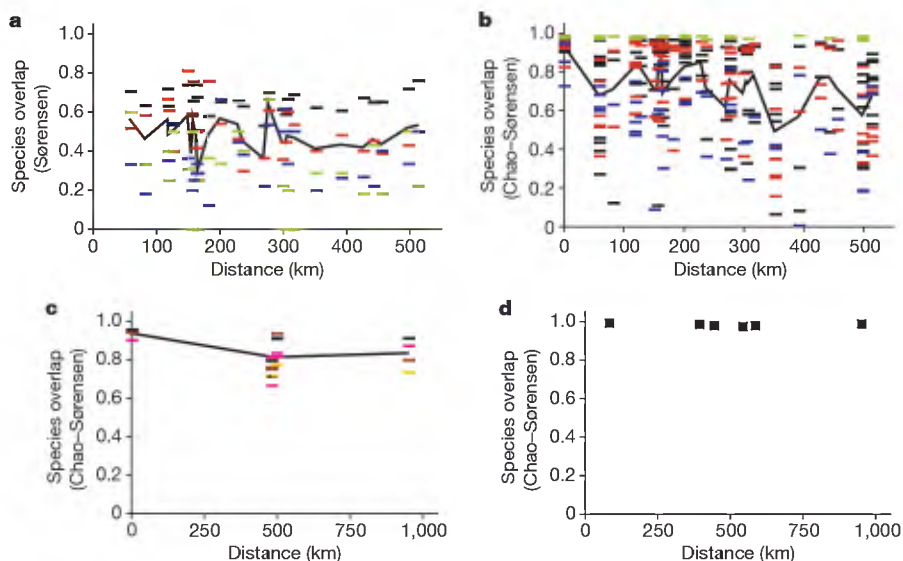 a
Species overlap
(Sørensen)
1.0
0.8
0.6
0.4
0.2
0
0 100 200 300 400 500
Distance (km)
b
Species overlap
(Chao–Sørensen)
1.0
0.8
0.6
0.4
0.2
0
0 100 200 300 400 500
Distance (km)
c
Species overlap
(Chao–Sørensen)
1.0
0.8
0.6
0.4
0.2
0
0 250 500 750 1,000
Distance (km)
d
Species overlap
(Chao–Sørensen)
1.0
0.8
0.6
0.4
0.2
0
0 250 500 750 1,000
Distance (km)